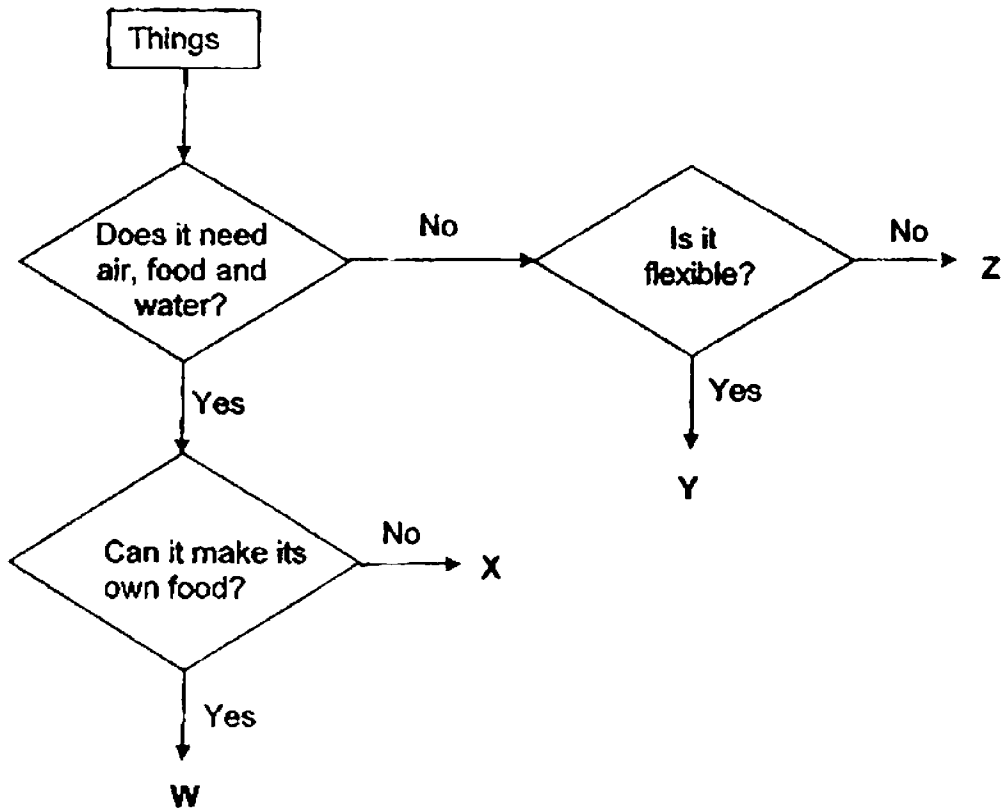 Things
Does it need
air, food and
water?
No
Is it
flexible?
No
Z
Yes
Y
Yes
Can it make its
own food?
No
X
Yes
W